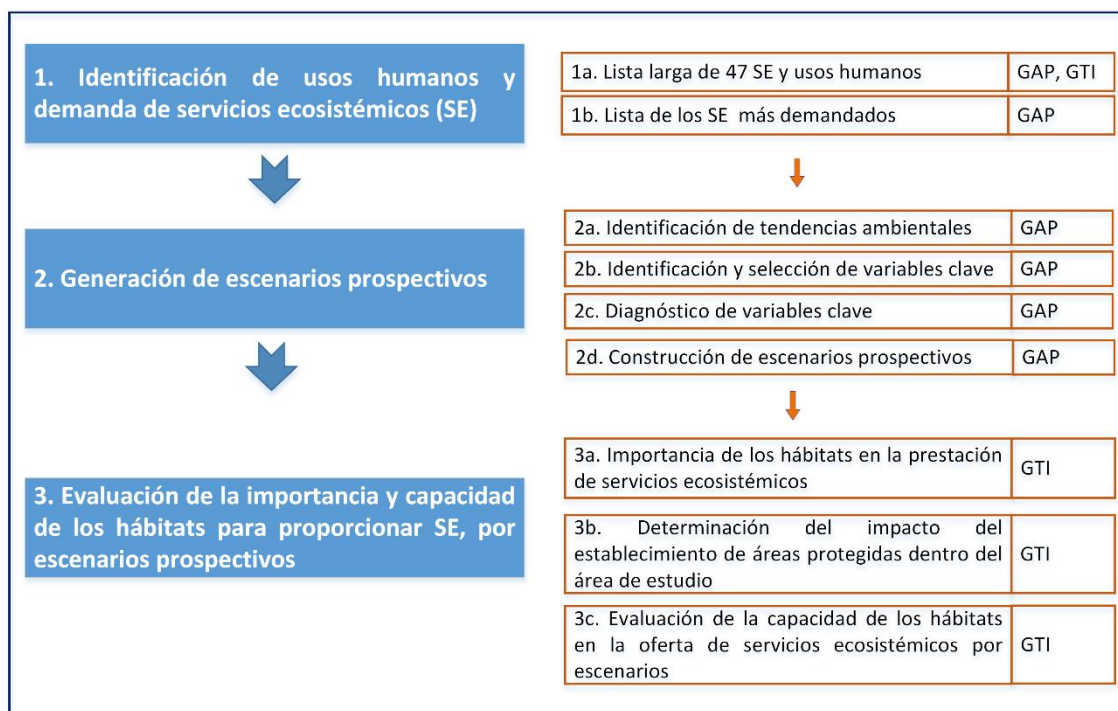 1. Identificación de usos humanos y
demanda de servicios ecosistémicos (SE)
1a. Lista larga de 47 SE y usos humanos GAP, GTI
1b. Lista de los SE más demandados GAP
2. Generación de escenarios prospectivos
2a. Identificación de tendencias ambientales GAP
2b. Identificación y selección de variables clave GAP
2c. Diagnóstico de variables clave GAP
2d. Construcción de escenarios prospectivos GAP
3. Evaluación de la importancia y capacidad
de los hábitats para proporcionar SE, por
escenarios prospectivos
3a. Importancia de los hábitats en la prestación
de servicios ecosistémicos
GTI
3b. Determinación del impacto del
establecimiento de áreas protegidas dentro del
área de estudio
GTI
3c. Evaluación de la capacidad de los hábitats
en la oferta de servicios ecosistémicos por
escenarios
GTI